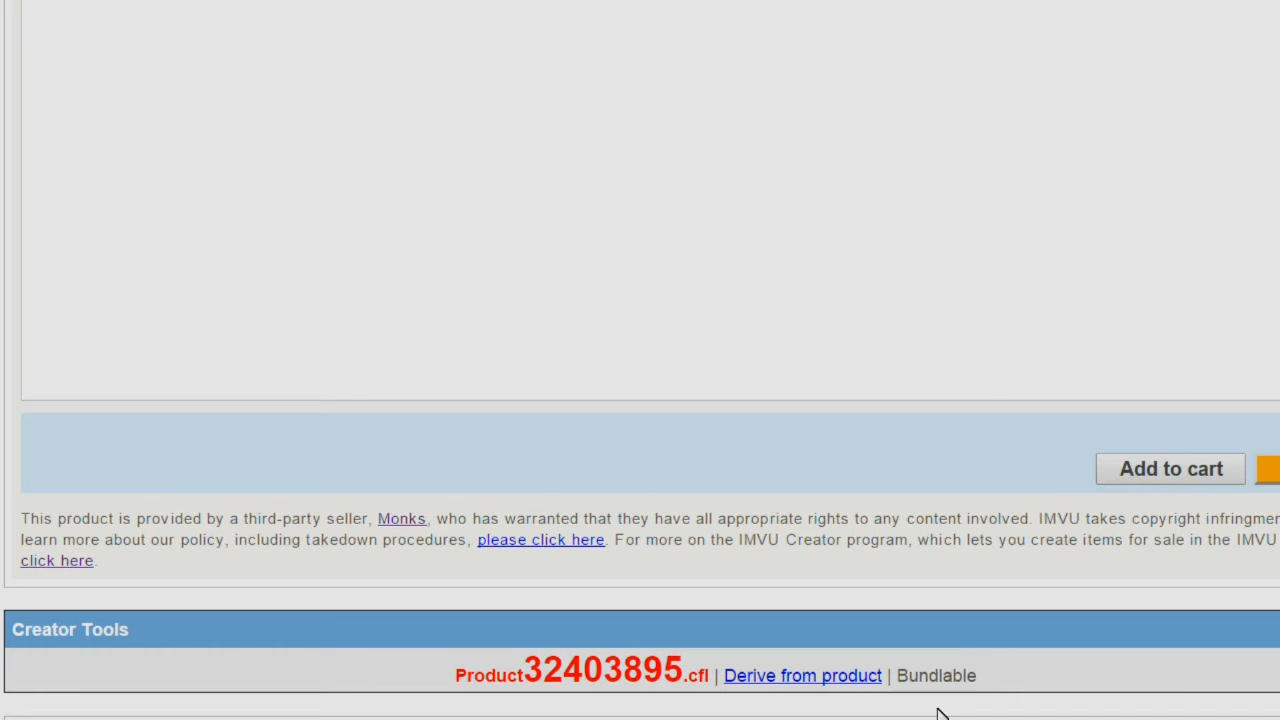 Add to cart
This product is provided by a third-party seller, Monks, who has warranted that they have all appropriate rights to any content involved. IMVU takes copyright
learn more about our policy, including takedown procedures, please click here. For more on the IMVU Creator program, which lets you create items for sale in the IMVU
click here.
Creator Tools
Product32403895.cfl | Derive from product | Bundlable